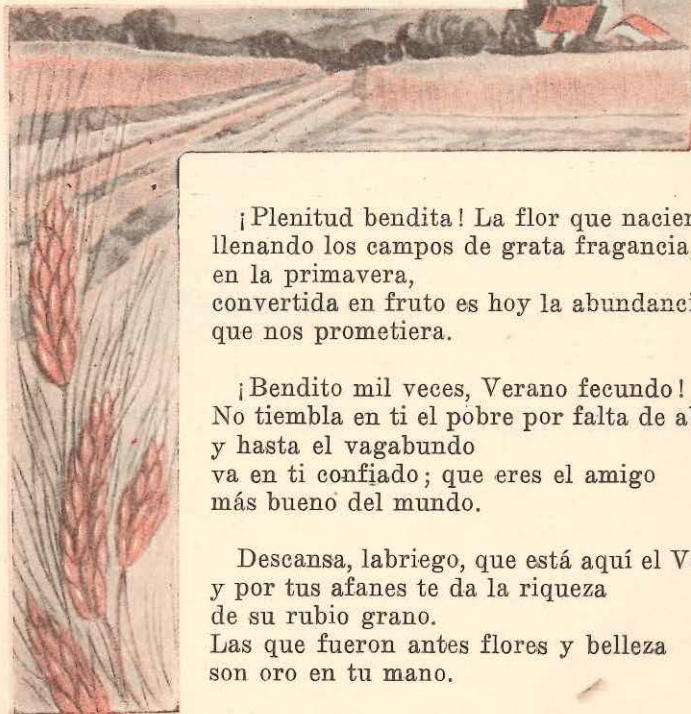 ¡Plenitud bendita! La flor que nacier
llenando los campos de grata fragancia,
en la primavera,
convertida en fruto es hoy la abundanci
que nos prometiera.
¡Bendito mil veces, Verano fecundo!
No tiembla en ti el pobre por falta de a
y hasta el vagabundo
va en ti confiado; que eres el amigo
más bueno del mundo.
Descansa, labriego, que está aquí el V
y por tus afanes te da la riqueza
de su rubio grano.
Las que fueron antes flores y belleza
son oro en tu mano.